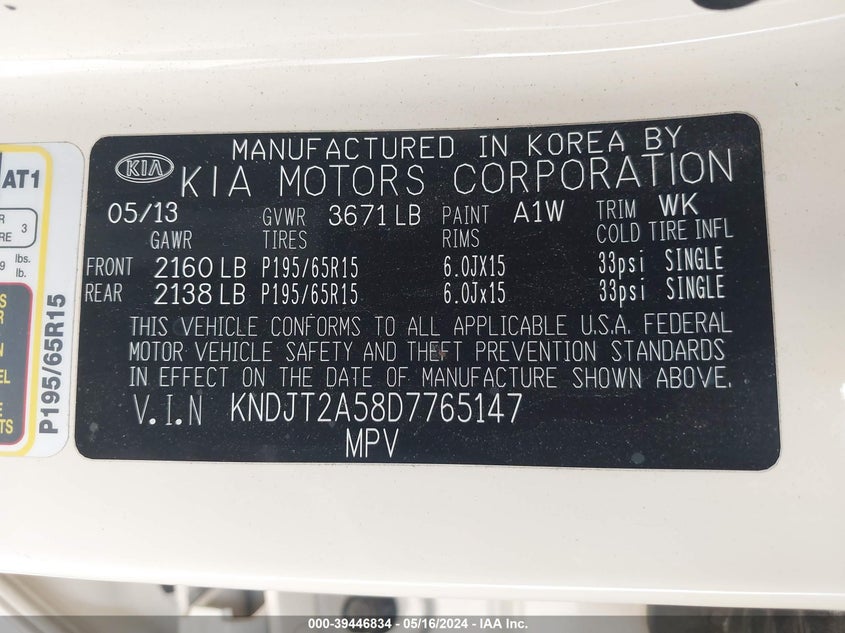 MANUFACTURED IN KOREA BY
KIA KIA MOTORS CORPORATION
05/13 GVWR 3671 LB PAINT A1W TRIM WK
GAWR TIRES RIMS COLD TIRE INFL
FRONT 2160 LB P195/65R15 6.0JX15 33psi SINGLE
REAR 2138 LB P195/65R15 6.0Jx15 33psi SINGLE
THIS VEHICLE CONFORMS TO ALL APPLICABLE U.S.A. FEDERAL
MOTOR VEHICLE SAFETY AND THEFT PREVENTION STANDARDS
IN EFFECT ON THE DATE OF MANUFACTURE SHOWN ABOVE.
V.I.N KNDJT2A58D7765147
MPV
AT1
3
lbs.
lb.
P195/65R15
000-39446834 - 05/16/2024 - IAA